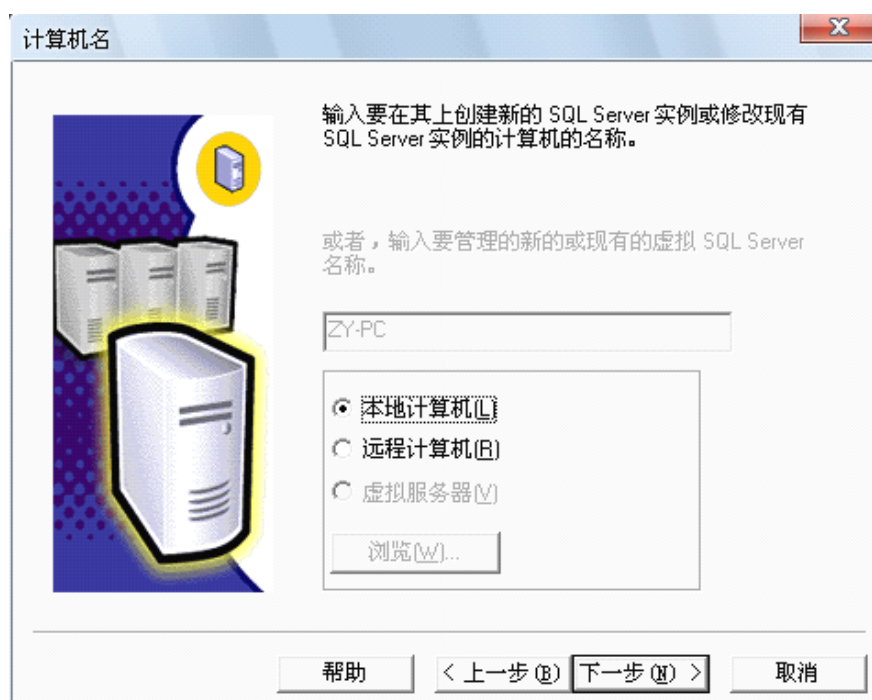 计算机名
输入要在其上创建新的 SQL Server 实例或修改现有
SQL Server 实例的计算机的名称。
或者，输入要管理的新的或现有的虚拟 SQL Server
名称。
ZY-PC
本地计算机(L)
远程计算机(R)
虚拟服务器(V)
浏览(W)...
帮助
< 上一步(B)
下一步(N) >
取消